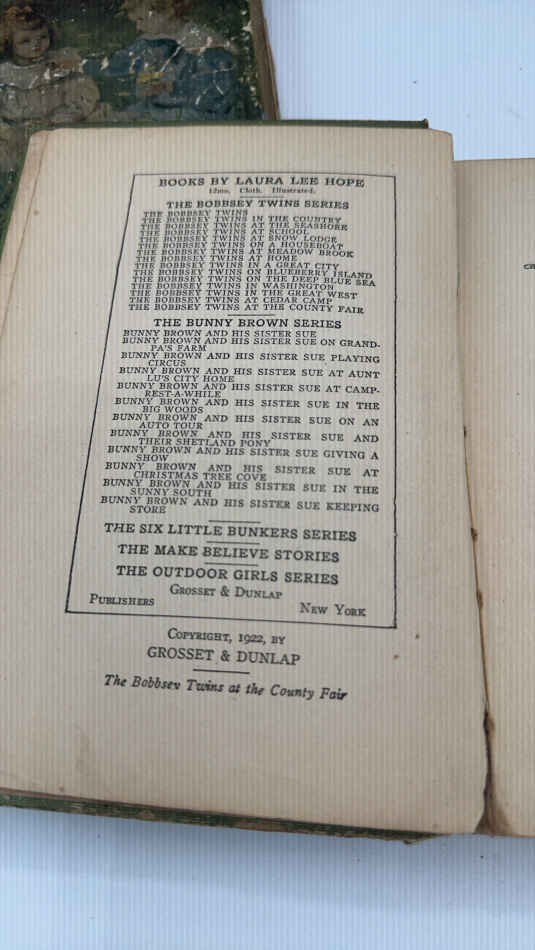 BOOKS BY LAURA LEE HOPE
12mo. Cloth. Illustrated.
THE BOBBSEY TWINS SERIES
THE BOBBSEY TWINS
THE BOBBSEY TWINS IN THE COUNTRY
THE BOBBSEY TWINS AT THE SEASHORE
THE BOBBSEY TWINS AT SCHOOL
THE BOBBSEY TWINS AT SNOW LODGE
THE BOBBSEY TWINS ON A HOUSEBOAT
THE BOBBSEY TWINS AT MEADOW BROOK
THE BOBBSEY TWINS AT HOME
THE BOBBSEY TWINS IN A GREAT CITY
THE BOBBSEY TWINS ON BLUEBERRY ISLAND
THE BOBBSEY TWINS ON THE DEEP BLUE SEA
THE BOBBSEY TWINS IN WASHINGTON
THE BOBBSEY TWINS IN THE GREAT WEST
THE BOBBSEY TWINS AT CEDAR CAMP
THE BOBBSEY TWINS AT THE COUNTY FAIR
THE BUNNY BROWN SERIES
BUNNY BROWN AND HIS SISTER SUE
BUNNY BROWN AND HIS SISTER SUE ON GRAND-
PA'S FARM
BUNNY BROWN AND HIS SISTER SUE PLAYING
CIRCUS
BUNNY BROWN AND HIS SISTER SUE AT AUNT
LU'S CITY HOME
BUNNY BROWN AND HIS SISTER SUE AT CAMP-
REST-A-WHILE
BUNNY BROWN AND HIS SISTER SUE IN THE
BIG WOODS
BUNNY BROWN AND HIS SISTER SUE ON AN
AUTO TOUR
BUNNY BROWN AND HIS SISTER SUE AND
THEIR SHETLAND PONY
BUNNY BROWN AND HIS SISTER SUE GIVING A
SHOW
BUNNY BROWN AND HIS SISTER SUE AT
CHRISTMAS TREE COVE
BUNNY BROWN AND HIS SISTER SUE IN THE
SUNNY SOUTH
BUNNY BROWN AND HIS SISTER SUE KEEPING
STORE
THE SIX LITTLE BUNKERS SERIES
THE MAKE BELIEVE STORIES
THE OUTDOOR GIRLS SERIES
GROSSET & DUNLAP
PUBLISHERS NEW YORK
COPYRIGHT, 1922, BY
GROSSET & DUNLAP
The Bobbsey Twins at the County Fair